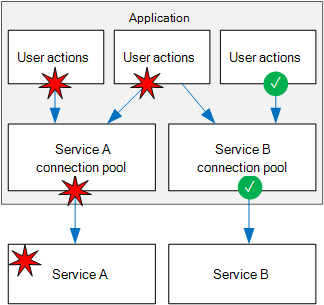 Application
User actions
User actions
User actions
Service A
connection pool
Service B
connection pool
Service A
Service B